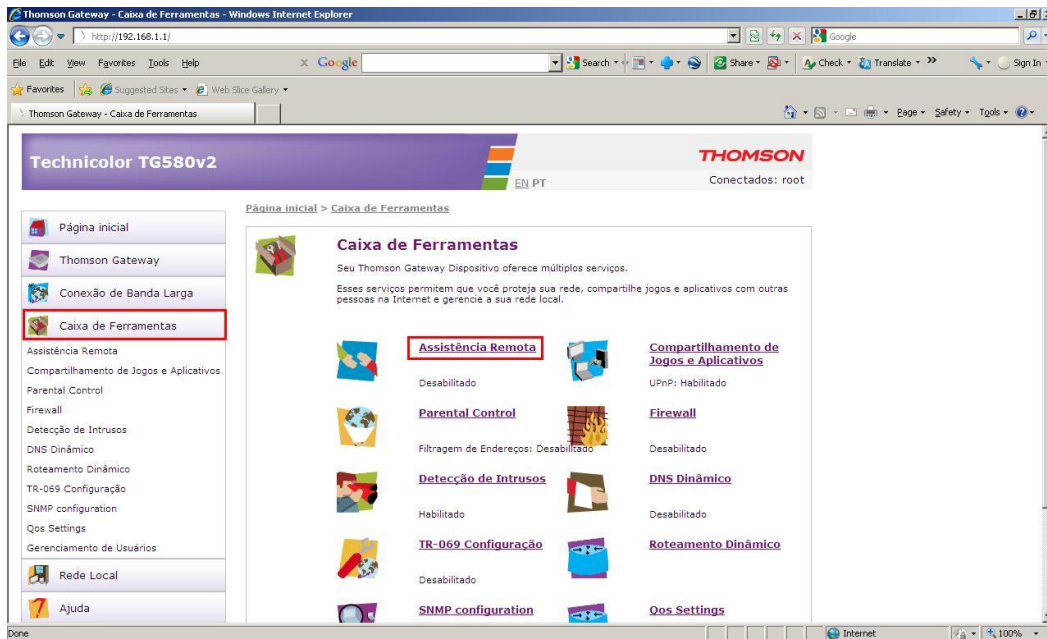 Thomson Gateway - Caixa de Ferramentas - Windows Internet Explorer
http://192.168.1.1/
Google
File Edit View Favorites Tools Help
x Google
Search
Share
Check
Translate
Sign In
Favorites
Suggested Sites
Web Slice Gallery
Thomson Gateway - Caixa de Ferramentas
Page Safety Tools
Technicolor TG580v2
THOMSON
EN PT
Conectados: root
Página inicial > Caixa de Ferramentas
Página inicial
Thomson Gateway
Conexão de Banda Larga
Caixa de Ferramentas
Assistência Remota
Compartilhamento de Jogos e Aplicativos
Parental Control
Firewall
Detecção de Intrusos
DNS Dinâmico
Roteamento Dinâmico
TR-069 Configuração
SNMP configuration
Qos Settings
Gerenciamento de Usuários
Rede Local
Ajuda
Caixa de Ferramentas
Seu Thomson Gateway Dispositivo oferece múltiplos serviços.
Esses serviços permitem que você proteja sua rede, compartilhe jogos e aplicativos com outras
pessoas na Internet e gerencie a sua rede local.
Assistência Remota
Desabilitado
Compartilhamento de
Jogos e Aplicativos
UPnP: Habilitado
Parental Control
Filtragem de Endereços: Desabilitado
Firewall
Desabilitado
Detecção de Intrusos
Habilitado
DNS Dinâmico
Desabilitado
TR-069 Configuração
Desabilitado
Roteamento Dinâmico
SNMP configuration
Qos Settings
Done
Internet
100%